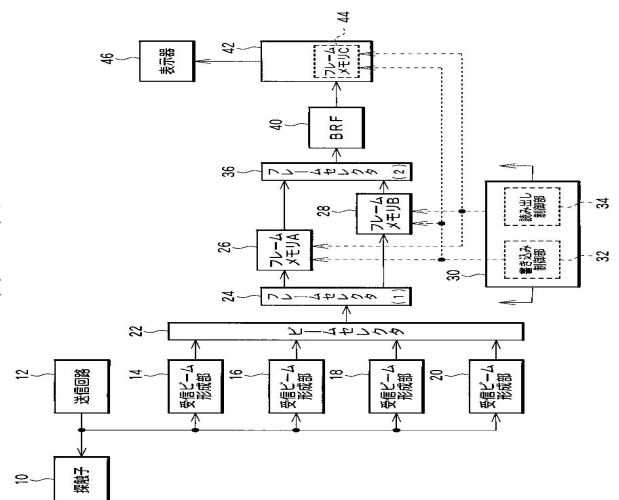 10
探触子
12
送信回路
14
受信ビーム
形成部
16
受信ビーム
形成部
18
受信ビーム
形成部
20
受信ビーム
形成部
22
ビームセレクタ
24
フレームセレクタ
(1)
26
フレーム
メモリA
28
フレーム
メモリB
30
32
書き込み
制御部
34
読み出し
制御部
36
フレームセレクタ
(2)
40
BRF
42
44
フレーム
メモリC
46
表示器